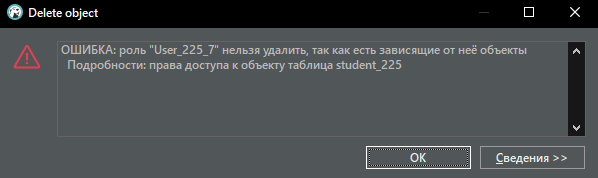 Delete object
ОШИБКА: роль "User_225_7" нельзя удалить, так как есть зависящие от неё объекты
Подробности: права доступа к объекту таблица student_225
OK
Сведения >>